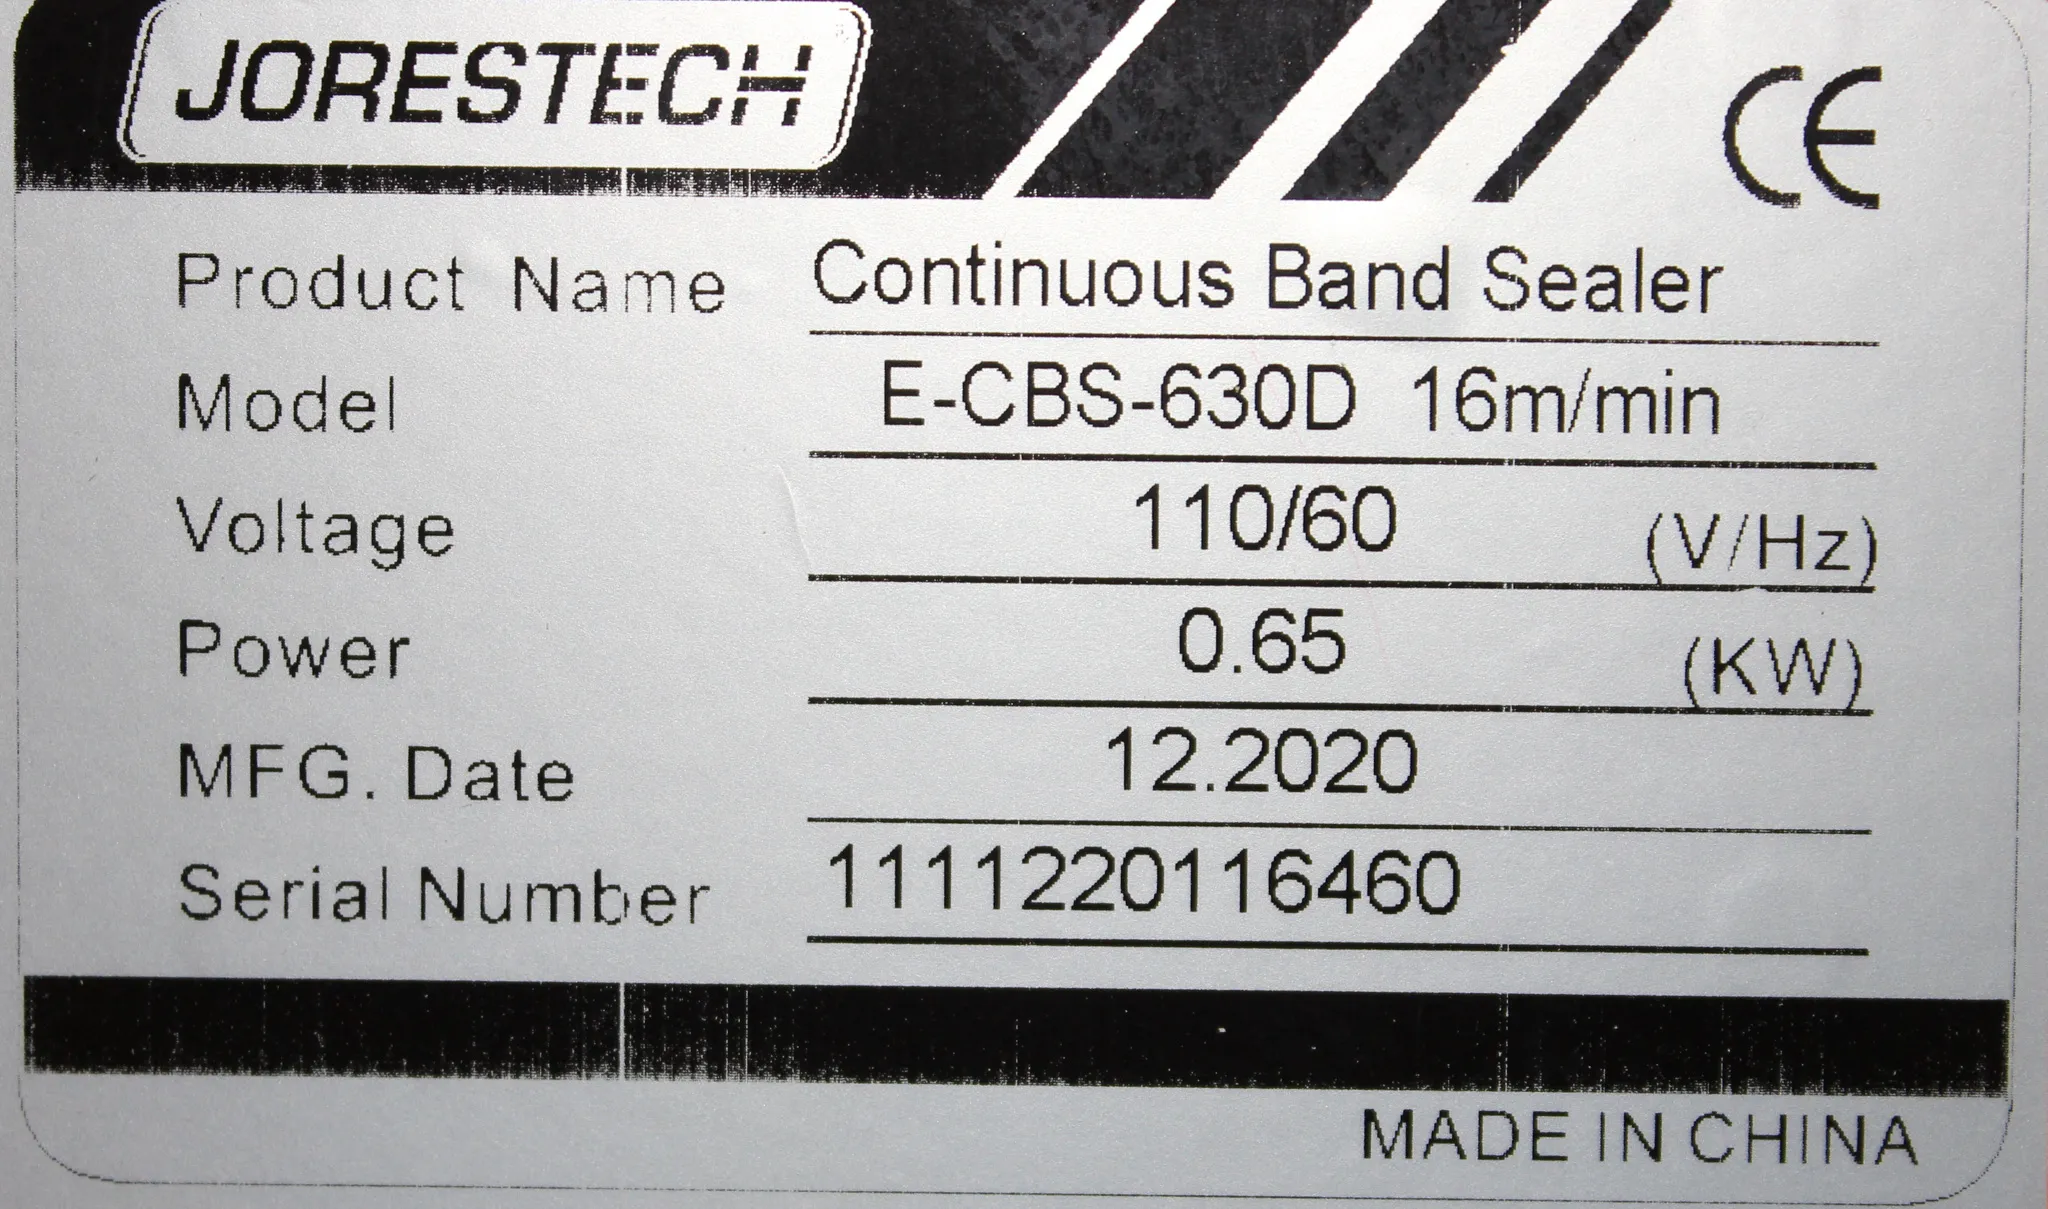 JORESTECH
CE
Product Name Continuous Band Sealer
Model E-CBS-630D 16m/min
Voltage 110/60 (V/Hz)
Power 0.65 (KW)
MFG. Date 12.2020
Serial Number 1111220116460
MADE IN CHINA